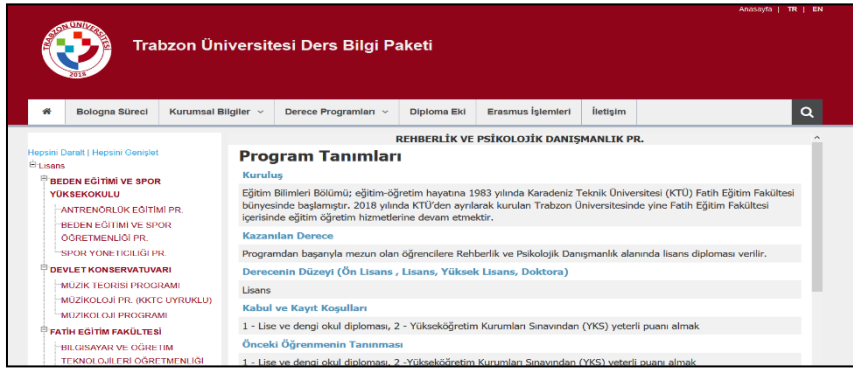 Anasayfa | TR | EN
TRABZON ÜNİVERSİTESİ
2018
Trabzon Üniversitesi Ders Bilgi Paketi
Bologna Süreci Kurumsal Bilgiler Derece Programları Diploma Eki Erasmus İşlemleri İletişim
Hepsini Daralt | Hepsini Genişlet
Lisans
BEDEN EĞİTİMİ VE SPOR
YÜKSEKOKULU
ANTRENÖRLÜK EĞİTİMİ PR.
BEDEN EĞİTİMİ VE SPOR
ÖĞRETMENLİĞİ PR.
SPOR YÖNETİCİLİĞİ PR.
DEVLET KONSERVATUVARI
MÜZİK TEORİSİ PROGRAMI
MÜZİKOLOJİ PR. (KKTC UYRUKLU)
MÜZİKOLOJİ PROGRAMI
FATİH EĞİTİM FAKÜLTESİ
BİLGİSAYAR VE ÖĞRETİM
TEKNOLOJİLERİ ÖĞRETMENLİĞİ
REHBERLİK VE PSİKOLOJİK DANIŞMANLIK PR.
Program Tanımları
Kuruluş
Eğitim Bilimleri Bölümü; eğitim-öğretim hayatına 1983 yılında Karadeniz Teknik Üniversitesi (KTÜ) Fatih Eğitim Fakültesi
bünyesinde başlamıştır. 2018 yılında KTÜ'den ayrılarak kurulan Trabzon Üniversitesinde yine Fatih Eğitim Fakültesi
içerisinde eğitim öğretim hizmetlerine devam etmektir.
Kazanılan Derece
Programdan başarıyla mezun olan öğrencilere Rehberlik ve Psikolojik Danışmanlık alanında lisans diploması verilir.
Derecenin Düzeyi (Ön Lisans , Lisans, Yüksek Lisans, Doktora)
Lisans
Kabul ve Kayıt Koşulları
1 - Lise ve dengi okul diploması, 2 - Yükseköğretim Kurumları Sınavından (YKS) yeterli puanı almak
Önceki Öğrenmenin Tanınması
1 - Lise ve dengi okul diploması, 2 -Yükseköğretim Kurumları Sınavından (YKS) yeterli puanı almak